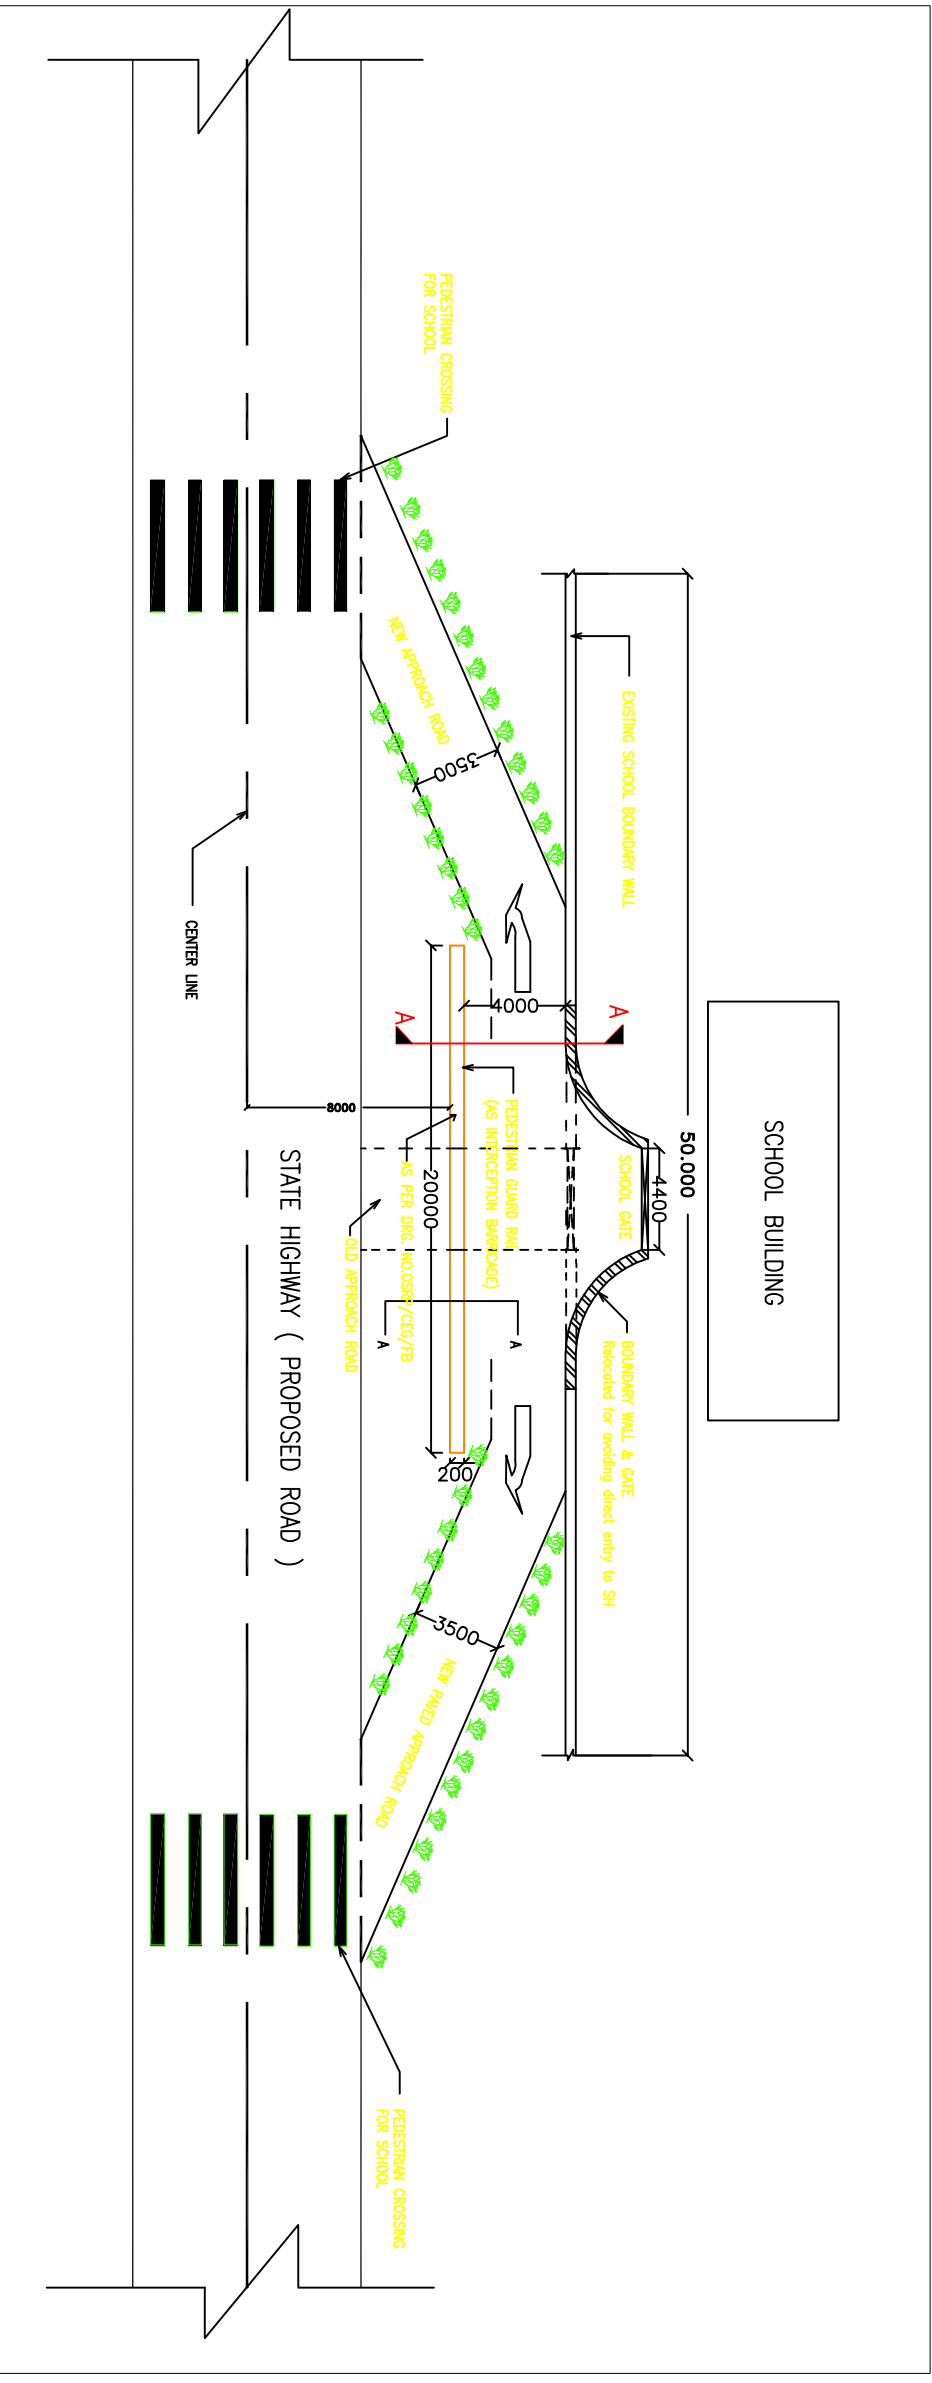 SCHOOL BUILDING
50.000
4400
SCHOOL GATE
EXISTING SCHOOL BOUNDARY WALL
BOUNDARY WALL & GATE
Relocated for avoiding direct entry to SH
A
A
4000
PEDESTRIAN GUARD RAIL
(AS INTERCEPTION BARRICADE)
A
A
PEDESTRIAN CROSSING
FOR SCHOOL
NEW APPROACH ROAD
3500
20000
AS PER DRG. NO.OSRP/CEG/FB
200
3500
NEW PAVED APPROACH ROAD
OLD APPROACH ROAD
8000
PEDESTRIAN CROSSING
FOR SCHOOL
STATE HIGHWAY ( PROPOSED ROAD )
CENTER LINE